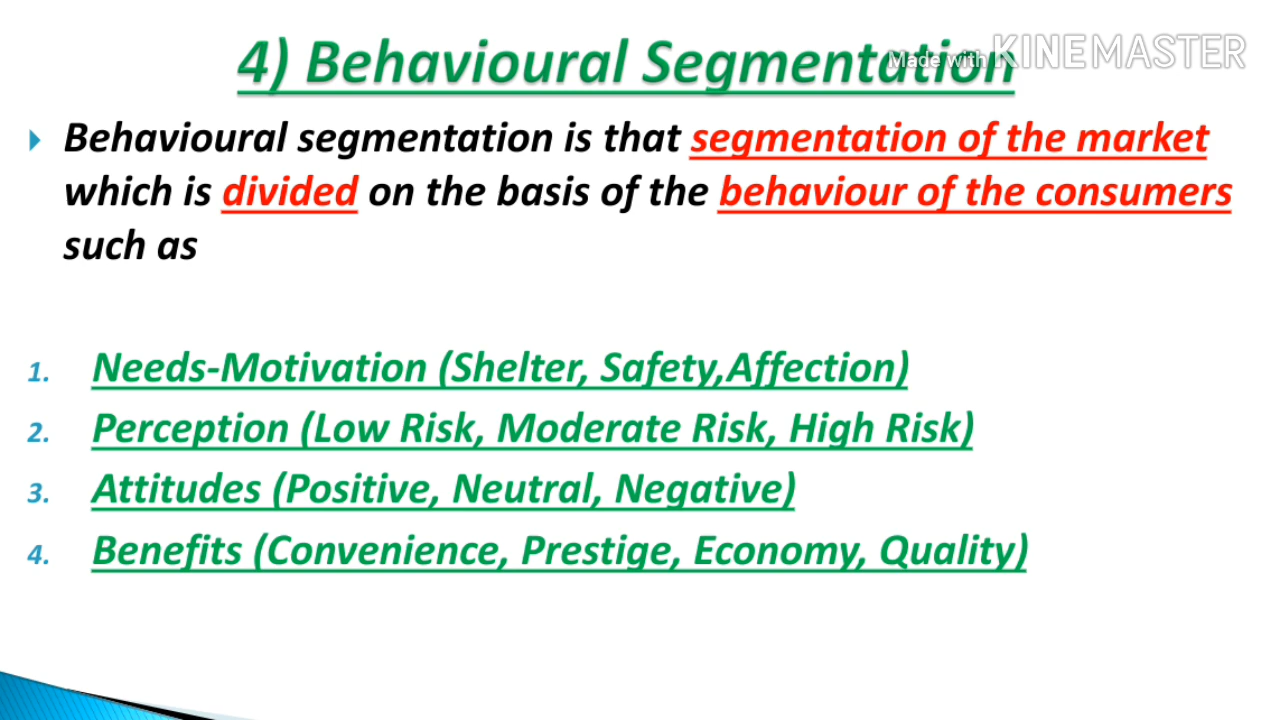 4) Behavioural Segmentation
Made with KINEMASTER
Behavioural segmentation is that segmentation of the market
which is divided on the basis of the behaviour of the consumers
such as
1. Needs-Motivation (Shelter, Safety,Affection)
2. Perception (Low Risk, Moderate Risk, High Risk)
3. Attitudes (Positive, Neutral, Negative)
4. Benefits (Convenience, Prestige, Economy, Quality)